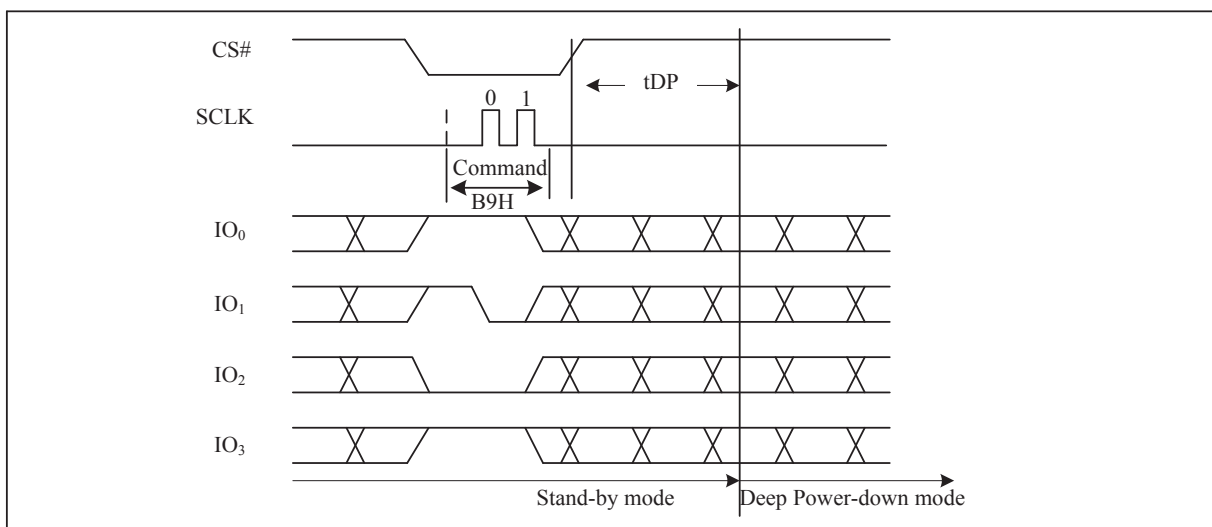 CS#
tDP
0 1
SCLK
Command
B9H
IO0
IO1
IO2
IO3
Stand-by mode
Deep Power-down mode